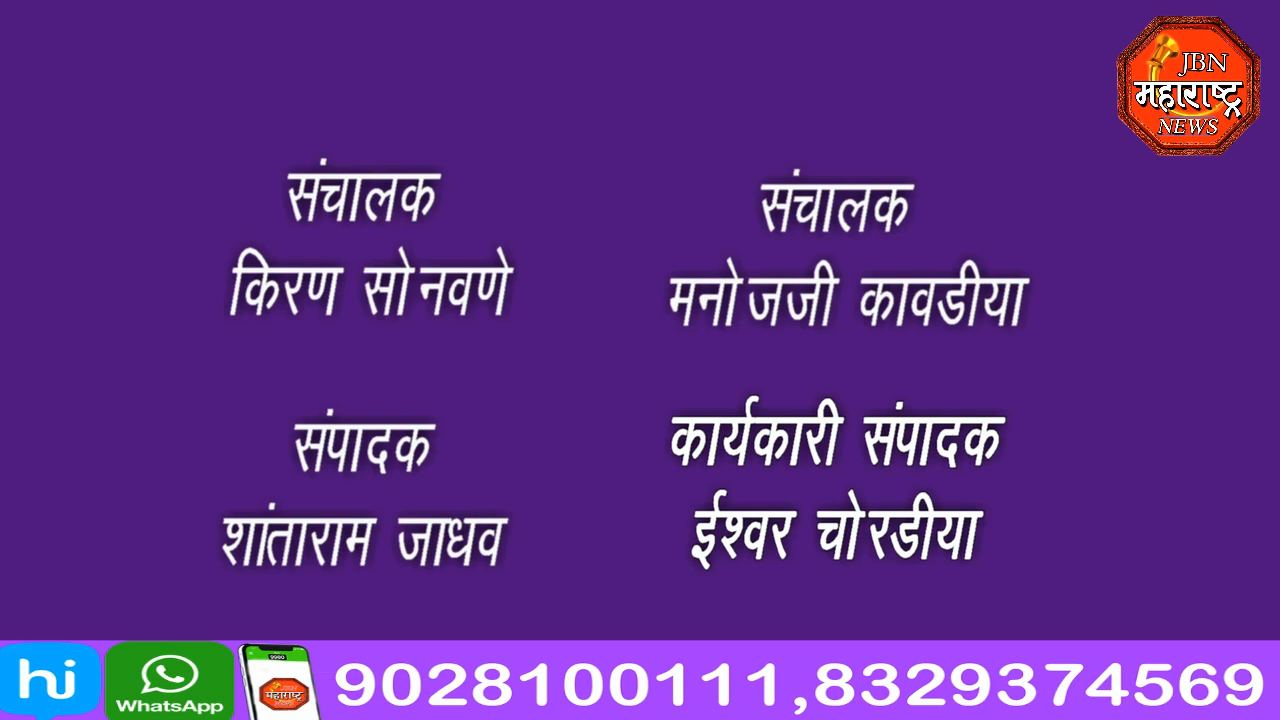 JBN
महाराष्ट्र
NEWS
संचालक
किरण सोनवणे
संचालक
मनोजजी कावडीया
संपादक
शांताराम जाधव
कार्यकारी संपादक
ईश्वर चोरडीया
hi
WhatsApp
महाराष्ट्र
9028100111,8329374569